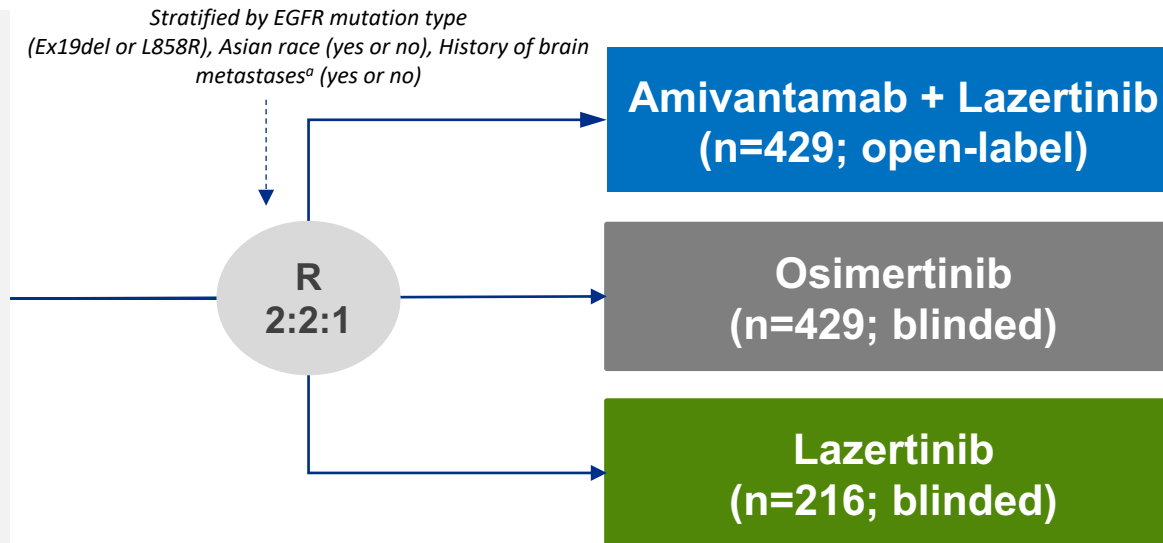 Stratified by EGFR mutation type
(Ex19del or L858R), Asian race (yes or no), History of brain
metastasesᵃ (yes or no)
R
2:2:1
Amivantamab + Lazertinib
(n=429; open-label)
Osimertinib
(n=429; blinded)
Lazertinib
(n=216; blinded)